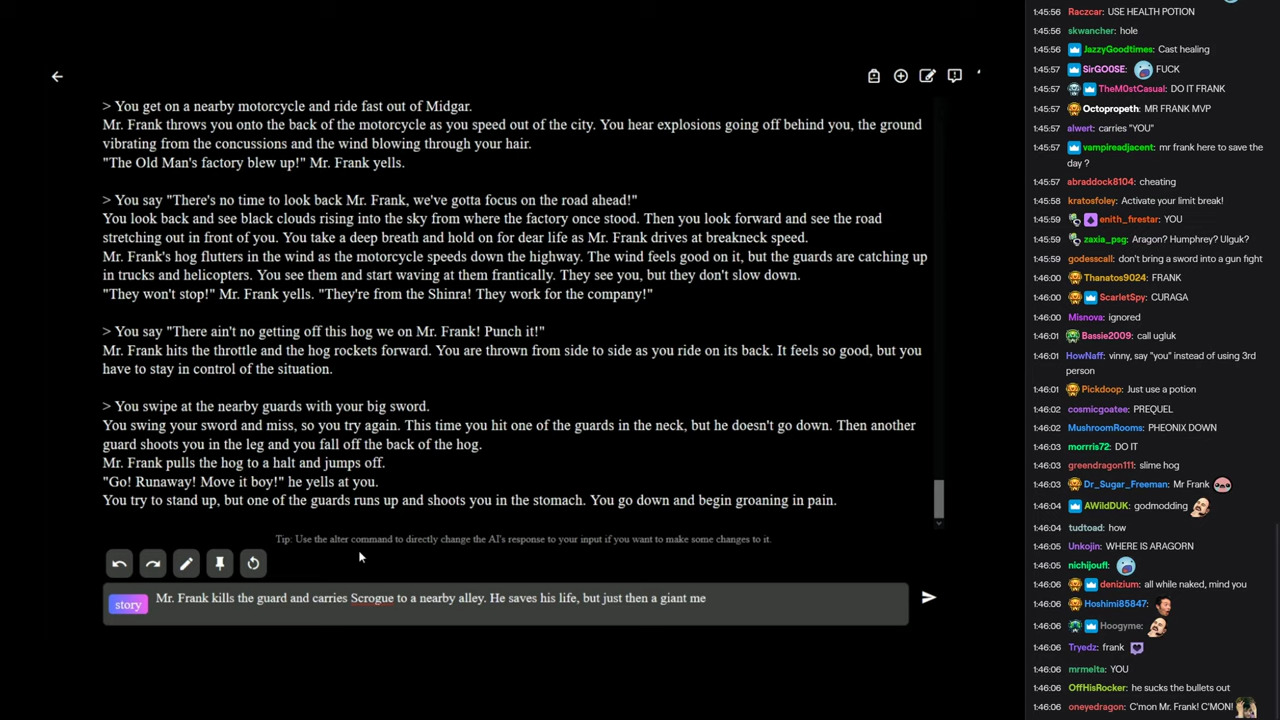 > You get on a nearby motorcycle and ride fast out of Midgar.
Mr. Frank throws you onto the back of the motorcycle as you speed out of the city. You hear explosions going off behind you, the ground
vibrating from the concussions and the wind blowing through your hair.
"The Old Man's factory blew up!" Mr. Frank yells.
> You say "There's no time to look back Mr. Frank, we've gotta focus on the road ahead!"
You look back and see black clouds rising into the sky from where the factory once stood. Then you look forward and see the road
stretching out in front of you. You take a deep breath and hold on for dear life as Mr. Frank drives at breakneck speed.
Mr. Frank's hog flutters in the wind as the motorcycle speeds down the highway. The wind feels good on it, but the guards are catching up
in trucks and helicopters. You see them and start waving at them frantically. They see you, but they don't slow down.
"They won't stop!" Mr. Frank yells. "They're from the Shinra! They work for the company!"
> You say "There ain't no getting off this hog we on Mr. Frank! Punch it!"
Mr. Frank hits the throttle and the hog rockets forward. You are thrown from side to side as you ride on its back. It feels so good, but you
have to stay in control of the situation.
> You swipe at the nearby guards with your big sword.
You swing your sword and miss, so you try again. This time you hit one of the guards in the neck, but he doesn't go down. Then another
guard shoots you in the leg and you fall off the back of the hog.
Mr. Frank pulls the hog to a halt and jumps off.
"Go! Runaway! Move it boy!" he yells at you.
You try to stand up, but one of the guards runs up and shoots you in the stomach. You go down and begin groaning in pain.
Tip: Use the alter command to directly change the AI's response to your input if you want to make some changes to it.
story
Mr. Frank kills the guard and carries Scrogue to a nearby alley. He saves his life, but just then a giant me
1:45:56 Raczcar: USE HEALTH POTION
1:45:56 skwancher: hole
1:45:56 JazzyGoodtimes: Cast healing
1:45:57 SirGO0SE: FUCK
1:45:57 TheM0stCasual: DO IT FRANK
1:45:57 Octopropeth: MR FRANK MVP
1:45:57 alwert: carries "YOU"
1:45:57 vampireadjacent: mr frank here to save the
day ?
1:45:57 abraddock8104: cheating
1:45:58 kratosfoley: Activate your limit break!
1:45:59 enith_firestar: YOU
1:45:59 zaxia_psg: Aragon? Humphrey? Ulguk?
1:45:59 godesscall: don't bring a sword into a gun fight
1:46:00 Thanatos9024: FRANK
1:46:00 ScarletSpy: CURAGA
1:46:00 Misnova: ignored
1:46:01 Bassie2009: call ugluk
1:46:01 HowNaff: vinny, say "you" instead of using 3rd
person
1:46:01 Pickdoop: Just use a potion
1:46:02 cosmicgoatee: PREQUEL
1:46:02 MushroomRooms: PHEONIX DOWN
1:46:03 morrris72: DO IT
1:46:03 greendragon111: slime hog
1:46:03 Dr_Sugar_Freeman: Mr Frank
1:46:04 AWildDUK: godmodding
1:46:04 tudtoad: how
1:46:05 Unkojin: WHERE IS ARAGORN
1:46:05 nichijoufl:
1:46:06 denizium: all while naked, mind you
1:46:06 Hoshimi85847:
1:46:06 Hoogyme:
1:46:06 Tryedz: frank
1:46:06 mrmelta: YOU
1:46:06 OffHisRocker: he sucks the bullets out
1:46:06 oneyedragon: C'mon Mr. Frank! C'MON!